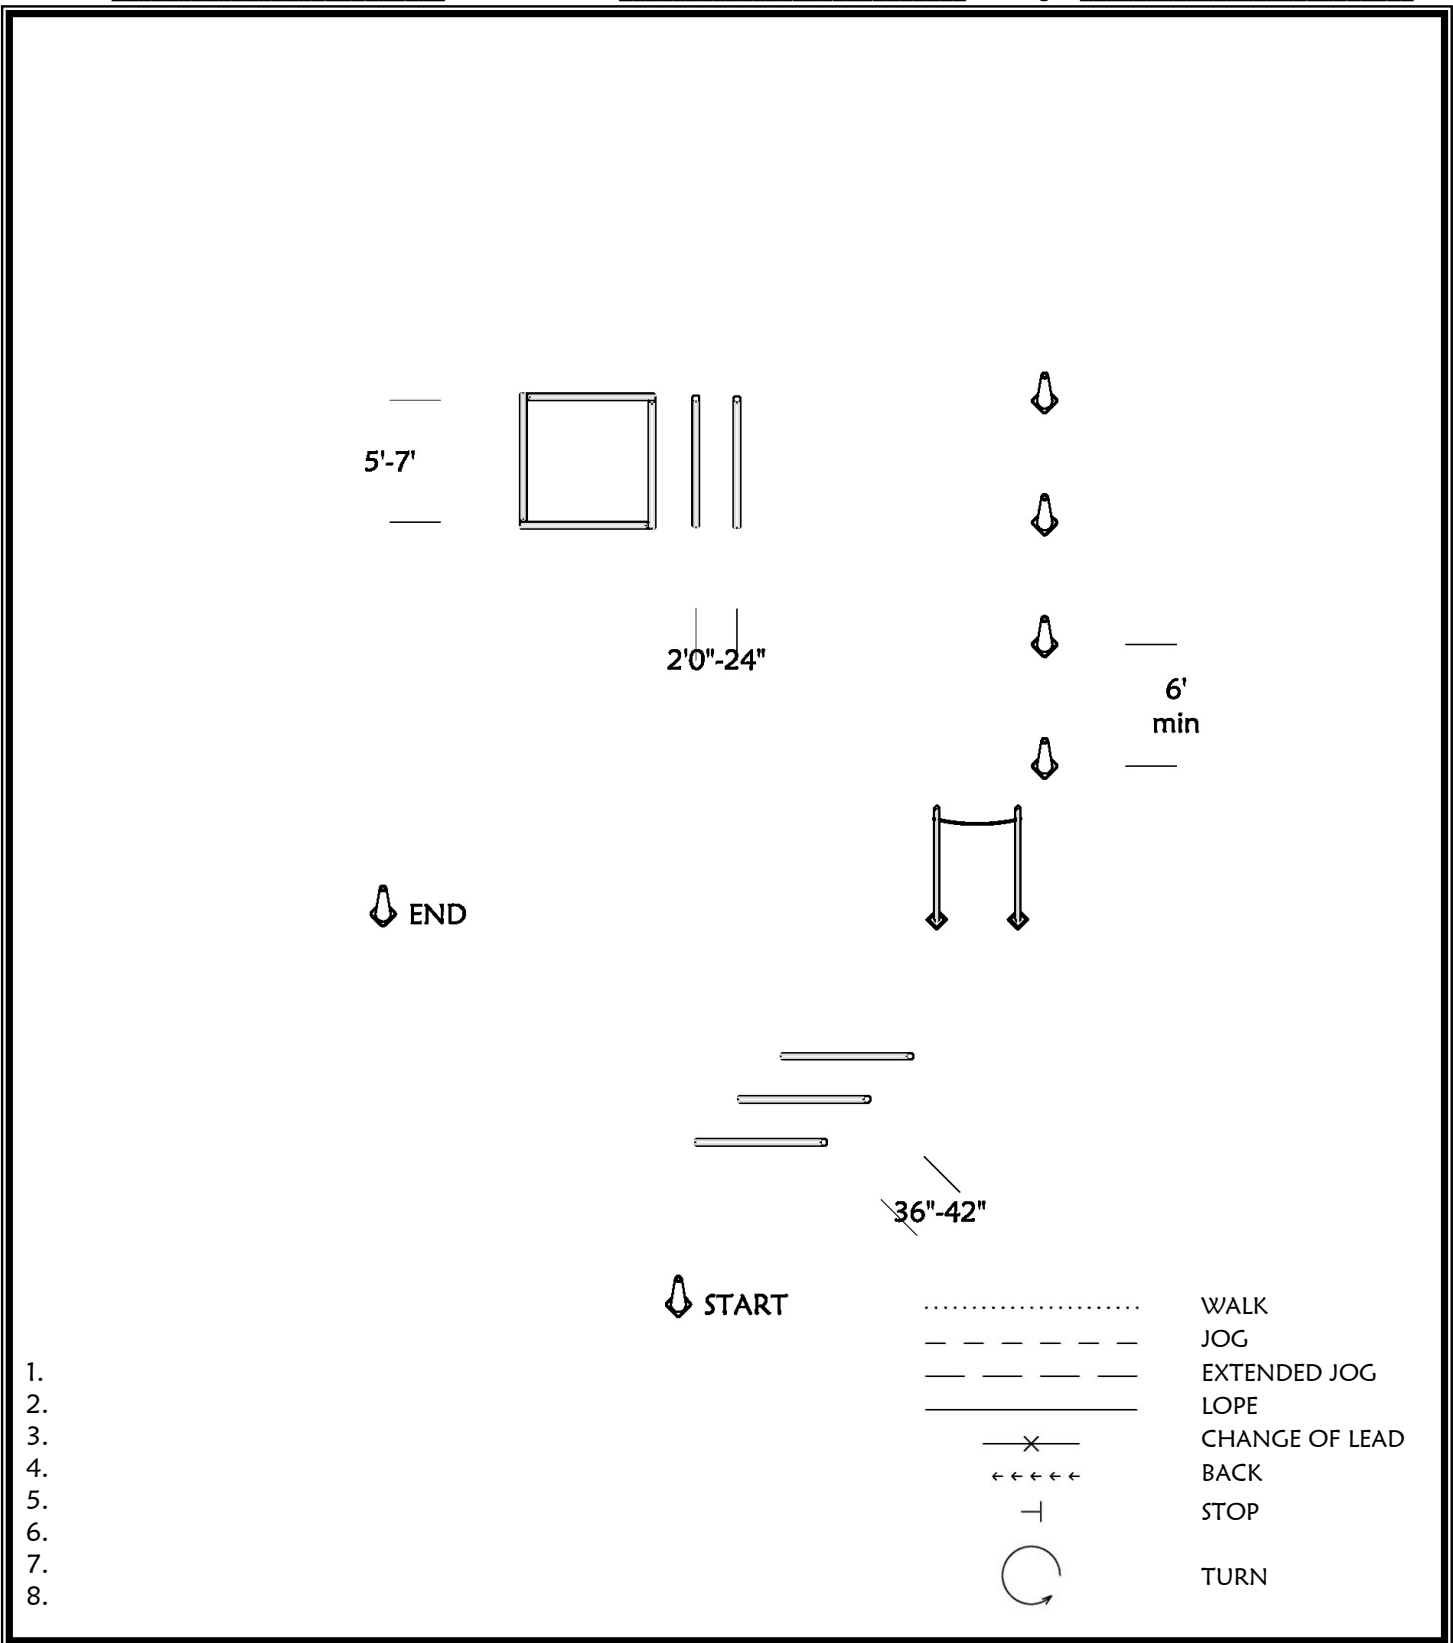 5'-7'
2'0"-24"
6'
min
END
36"-42"
START
WALK
JOG
1.
EXTENDED JOG
2.
LOPE
3.
CHANGE OF LEAD
4.
BACK
5.
STOP
6.
7.
TURN
8.